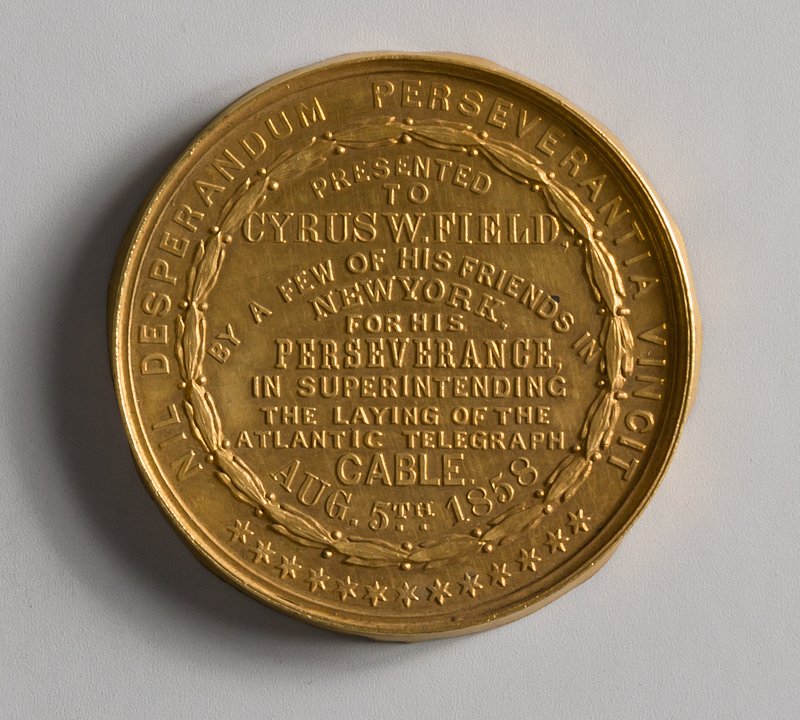 NIL DESPERANDUM PERSEVERANTIA VINCIT
PRESENTED
TO
CYRUS W. FIELD,
BY A FEW OF HIS FRIENDS IN
NEW YORK.
FOR HIS
PERSEVERANCE,
IN SUPERINTENDING
THE LAYING OF THE
ATLANTIC TELEGRAPH
CABLE.
AUG. 5TH. 1858